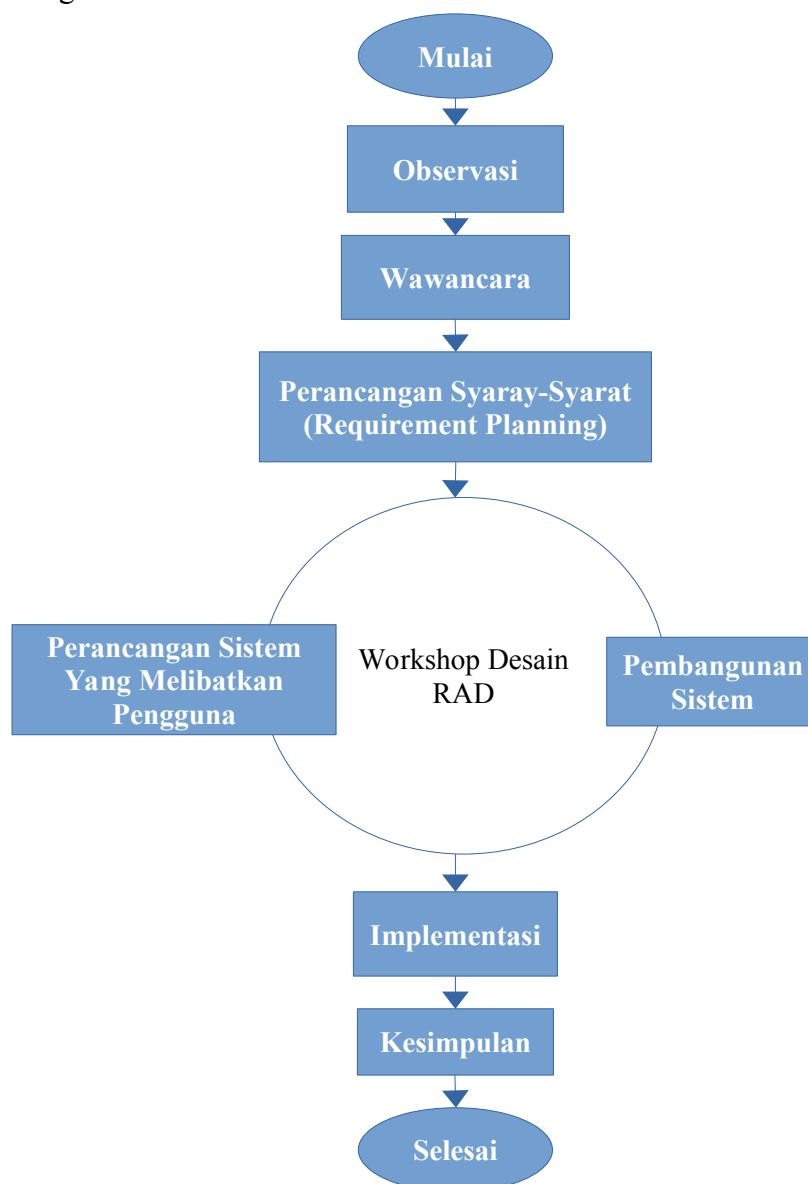 Mulai
Observasi
Wawancara
Perancangan Syaray-Syarat
(Requirement Planning)
Perancangan Sistem
Yang Melibatkan
Pengguna
Workshop Desain
RAD
Pembangunan
Sistem
Implementasi
Kesimpulan
Selesai